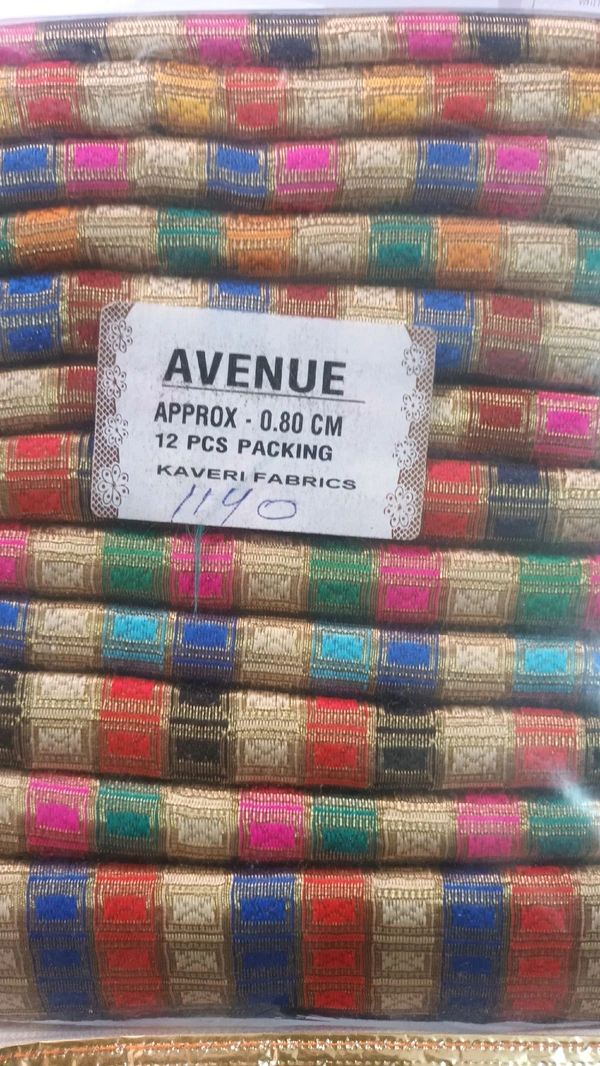 AVENUE
APPROX - 0.80 CM
12 PCS PACKING
KAVERI FABRICS
1140